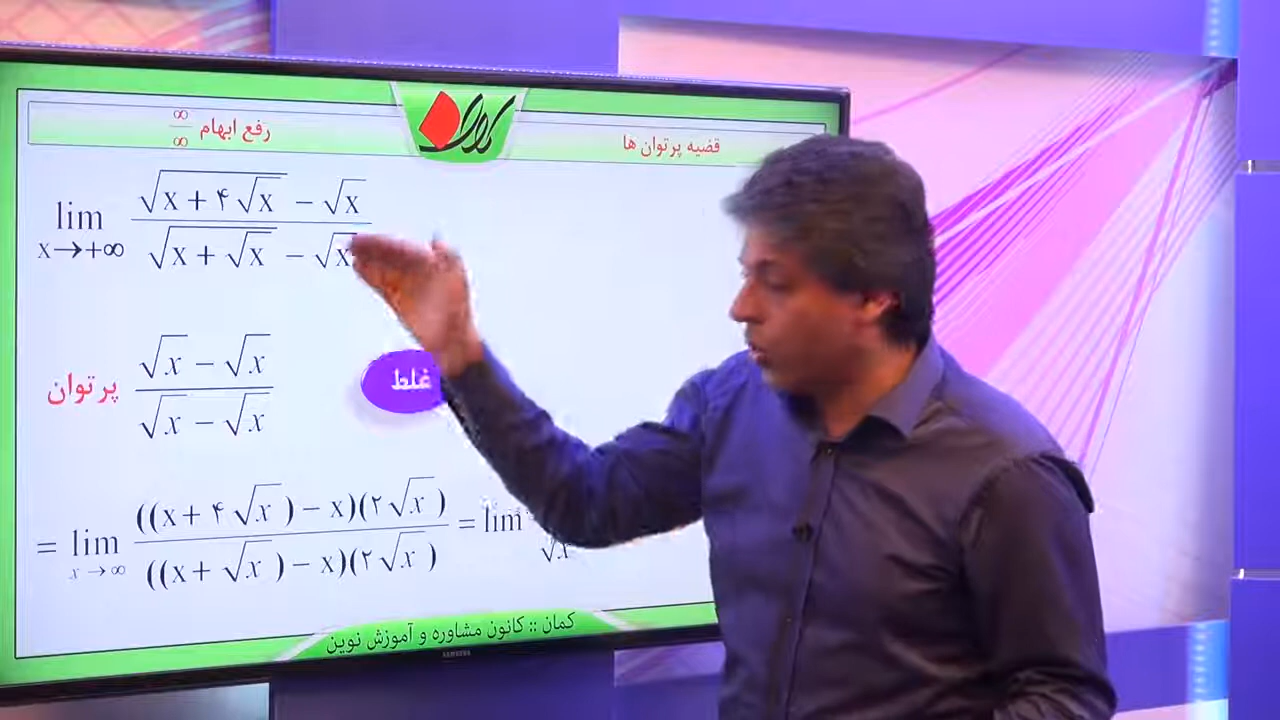 قضیه پرتوان ها
رفع ابهام ∞/∞
کمان
lim x→+∞ (√(x + ۴√x) − √x) / (√(x + √x) − √x)
پرتوان (√x − √x) / (√x − √x)
غلط
= lim x→∞ ((x + ۴√x) − x)(۲√x) / ((x + √x) − x)(۲√x) = lim √x
کمان :: کانون مشاوره و آموزش نوین
SAMSUNG